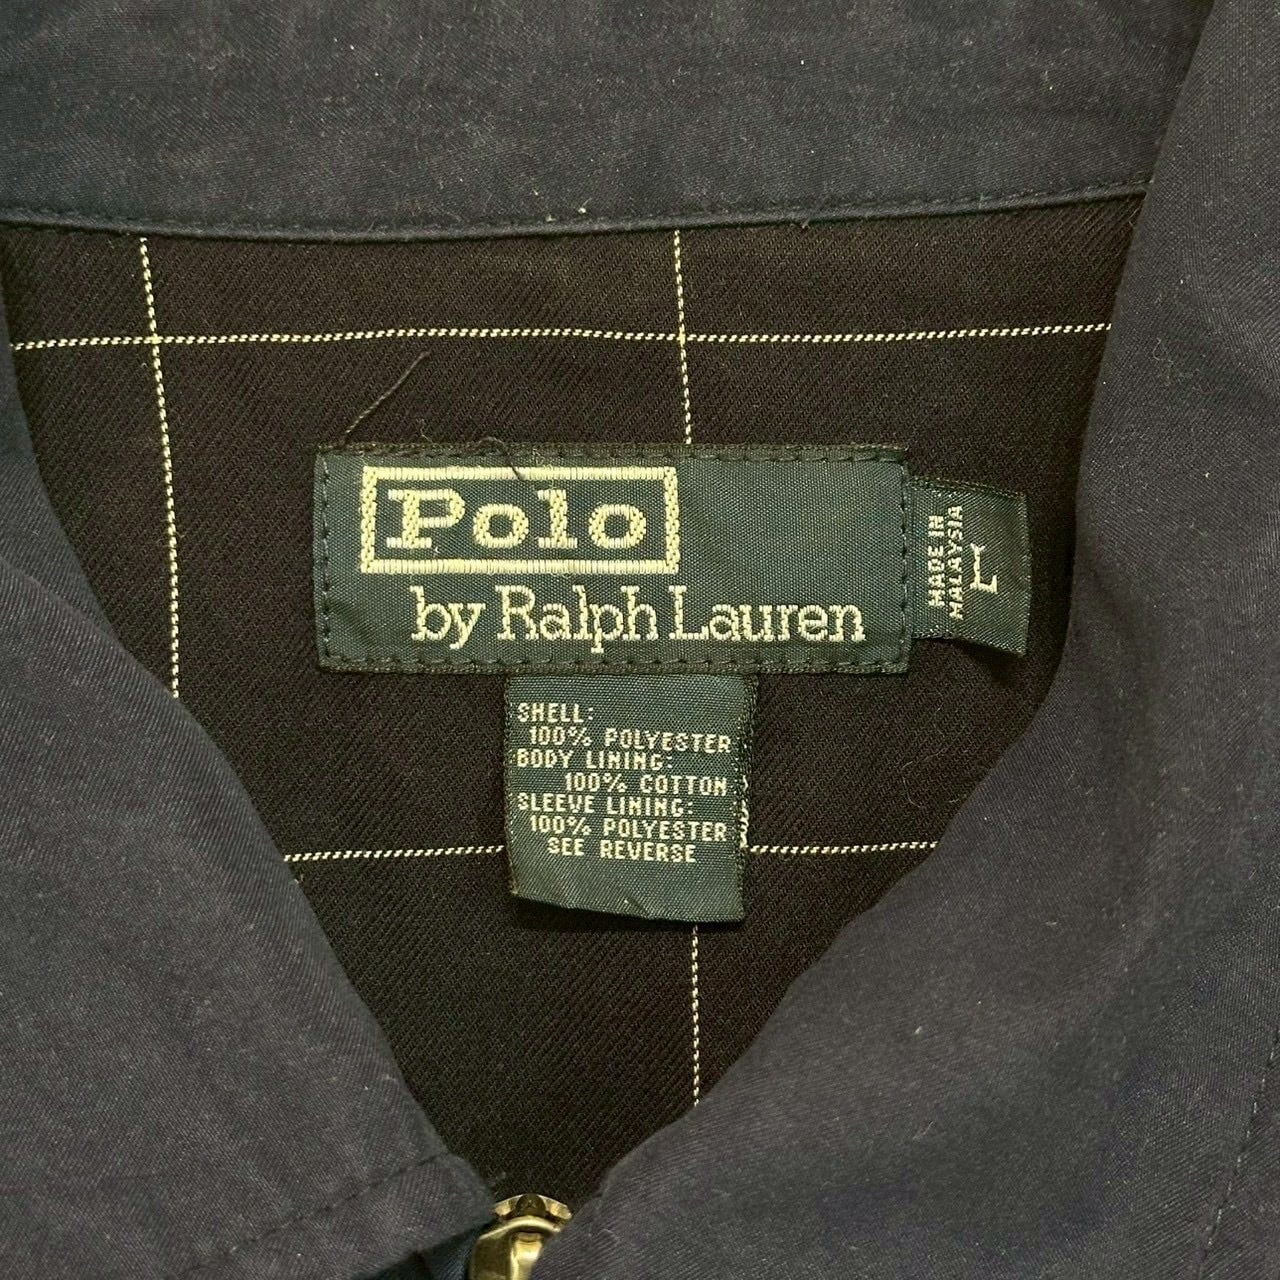 Polo
by Ralph Lauren
MADE IN
MALAYSIA
L
SHELL:
100% POLYESTER
BODY LINING:
100% COTTON
SLEEVE LINING:
100% POLYESTER
SEE REVERSE